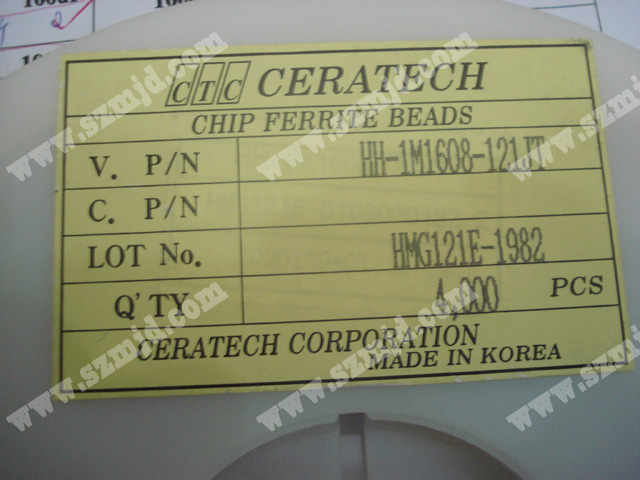 CTC CERATECH
CHIP FERRITE BEADS
V. P/N HH-1M1608-121JT
C. P/N
LOT No. HMG121E-1982
Q'TY 4,000 PCS
CERATECH CORPORATION
MADE IN KOREA
www.szmjd.com
www.szmjd.com
www.szmjd.com
www.szmjd.com
www.szmjd.com
www.szmjd.com